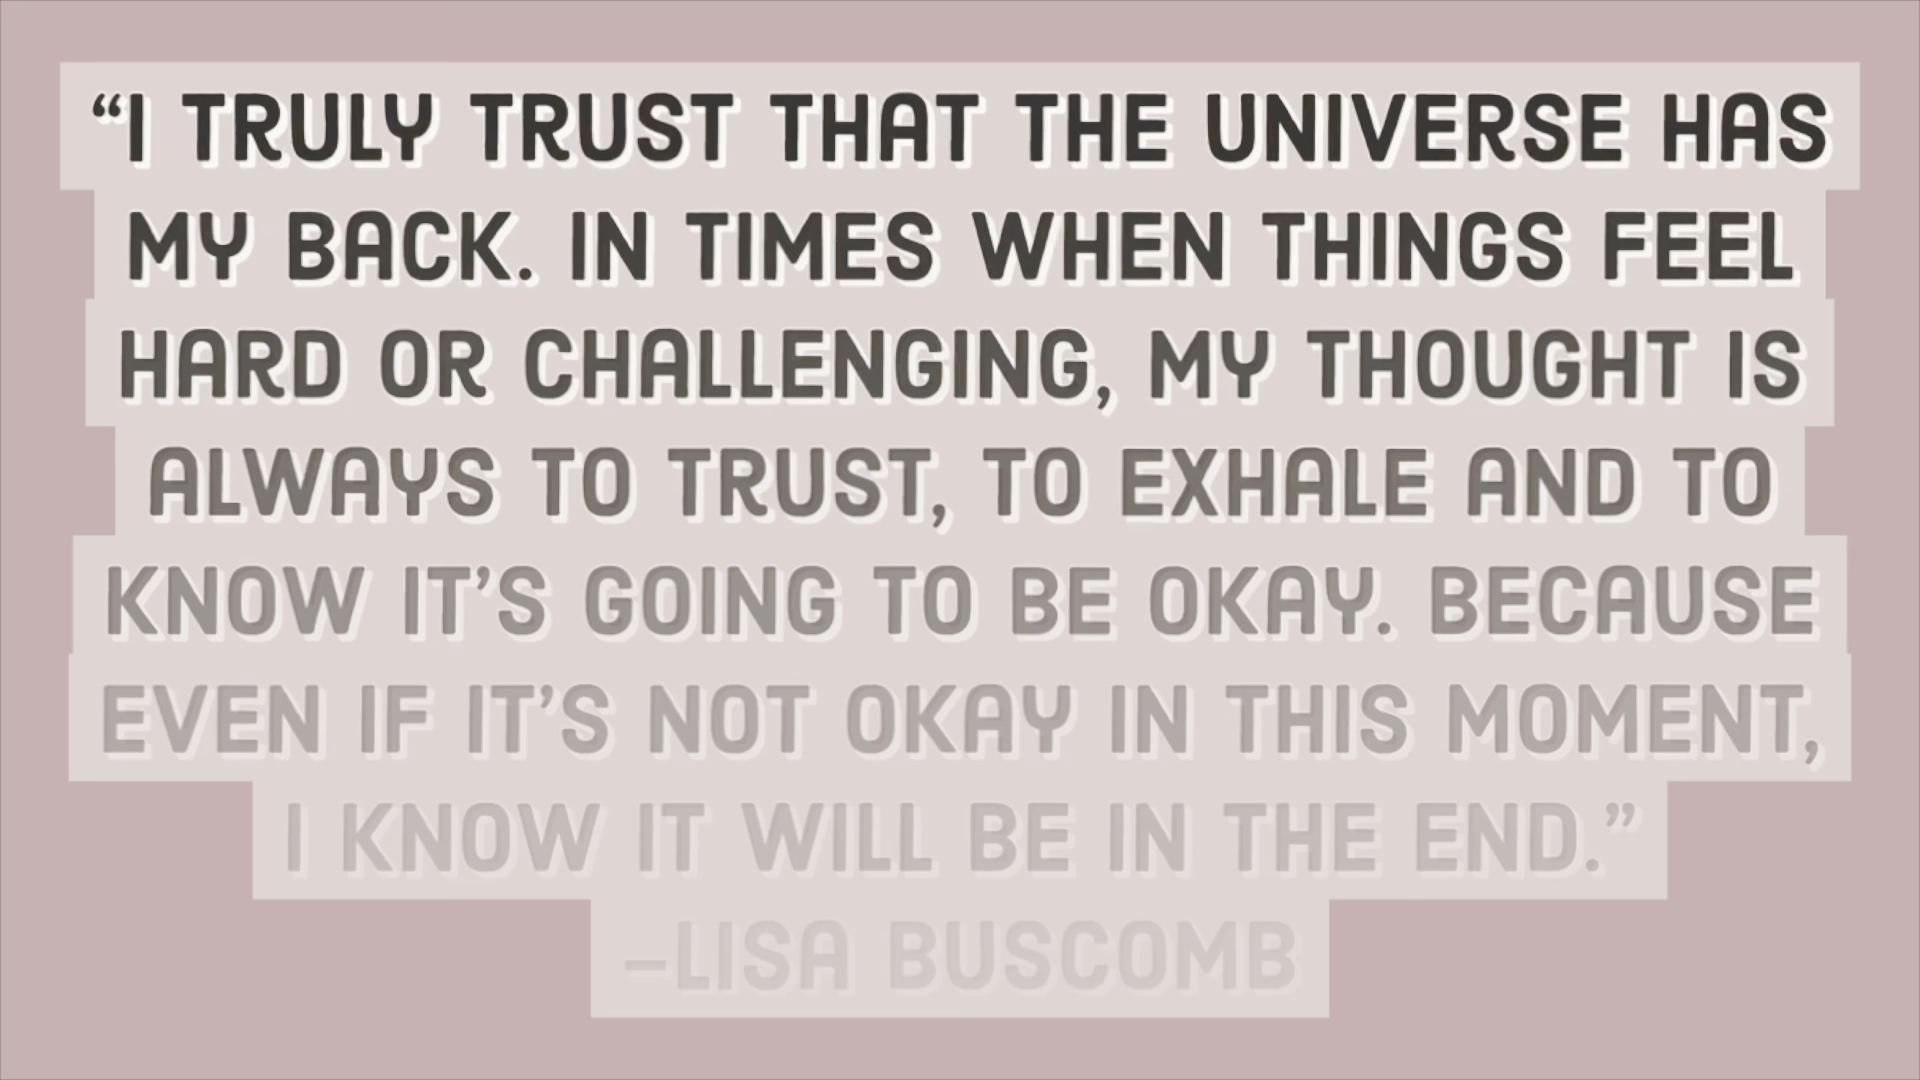 “I TRULY TRUST THAT THE UNIVERSE HAS
MY BACK. IN TIMES WHEN THINGS FEEL
HARD OR CHALLENGING, MY THOUGHT IS
ALWAYS TO TRUST, TO EXHALE AND TO
KNOW IT’S GOING TO BE OKAY. BECAUSE
EVEN IF IT’S NOT OKAY IN THIS MOMENT,
I KNOW IT WILL BE IN THE END.”
–LISA BUSCOMB